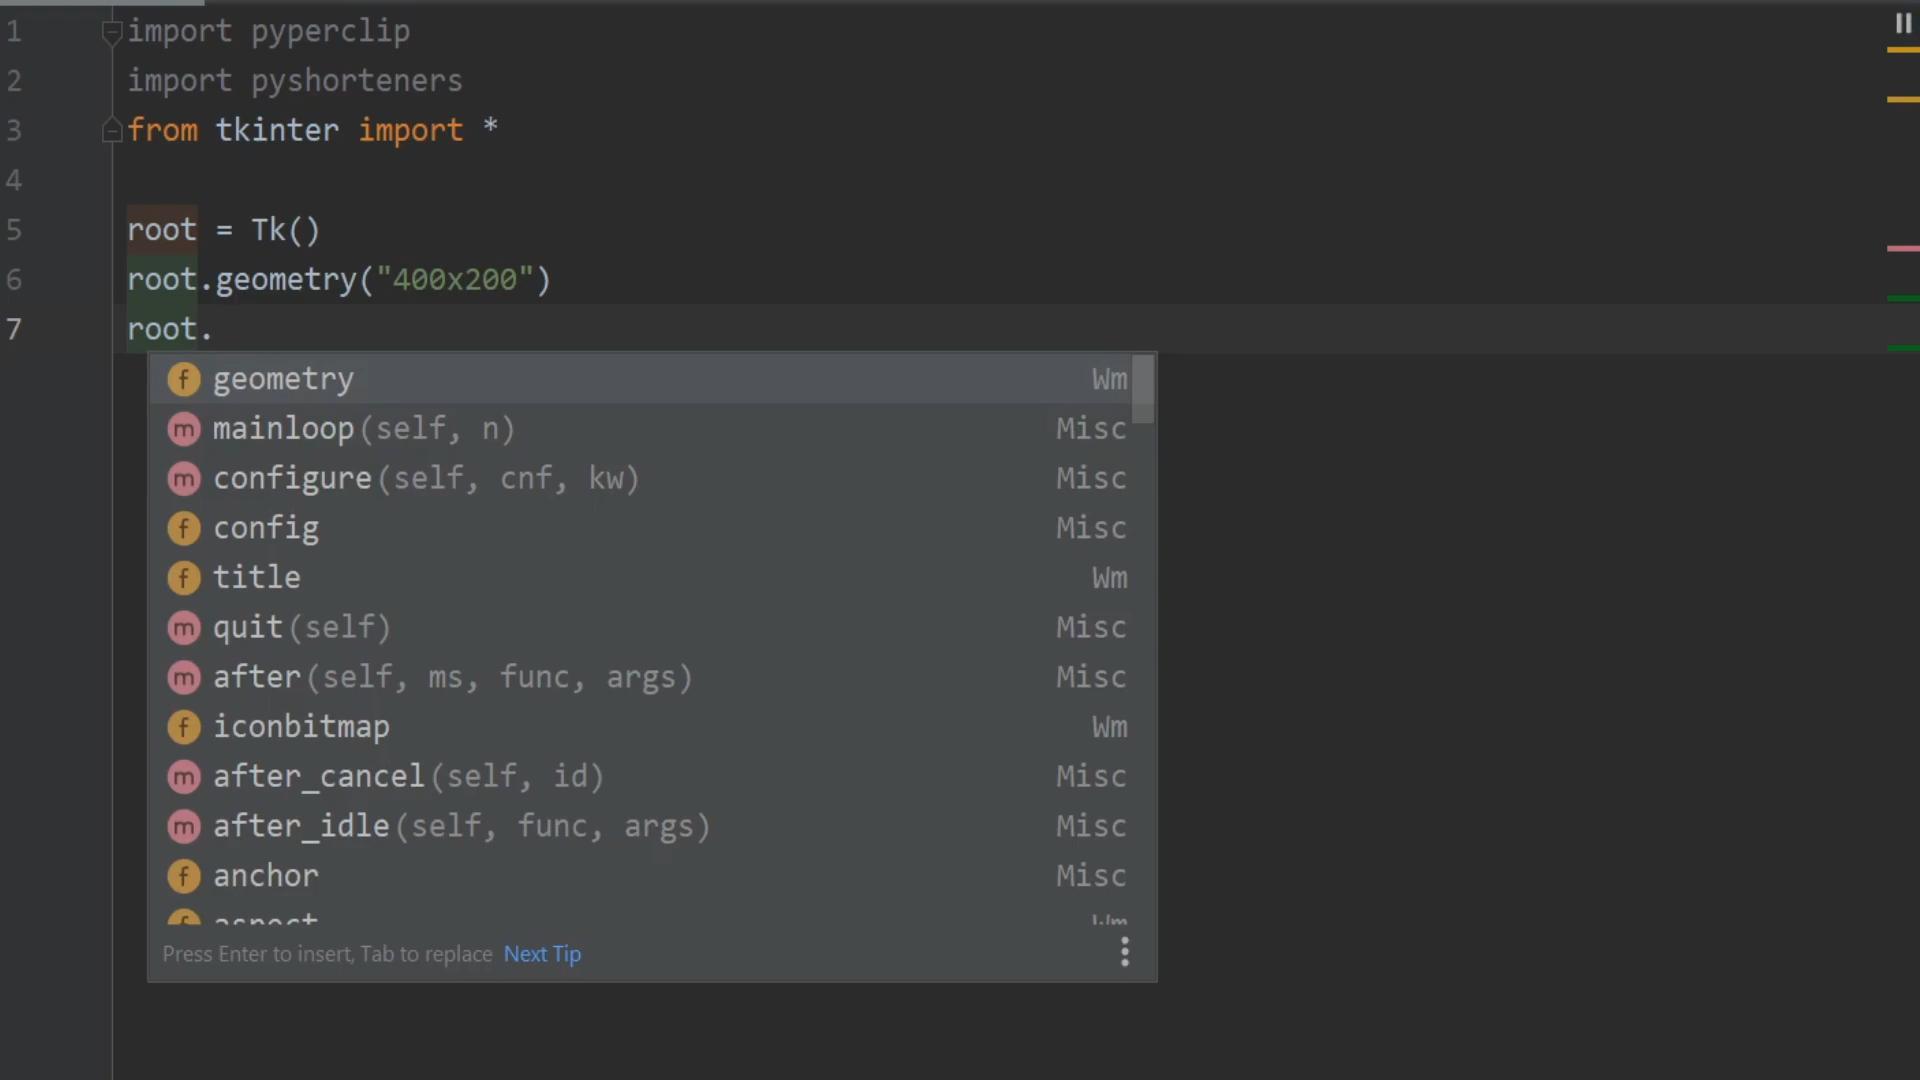 1 import pyperclip
2 import pyshorteners
3 from tkinter import *
4
5 root = Tk()
6 root.geometry("400x200")
7 root.
f geometry Wm
m mainloop(self, n) Misc
m configure(self, cnf, kw) Misc
f config Misc
f title Wm
m quit(self) Misc
m after(self, ms, func, args) Misc
f iconbitmap Wm
m after_cancel(self, id) Misc
m after_idle(self, func, args) Misc
f anchor Misc
f aspect Wm
Press Enter to insert, Tab to replace Next Tip